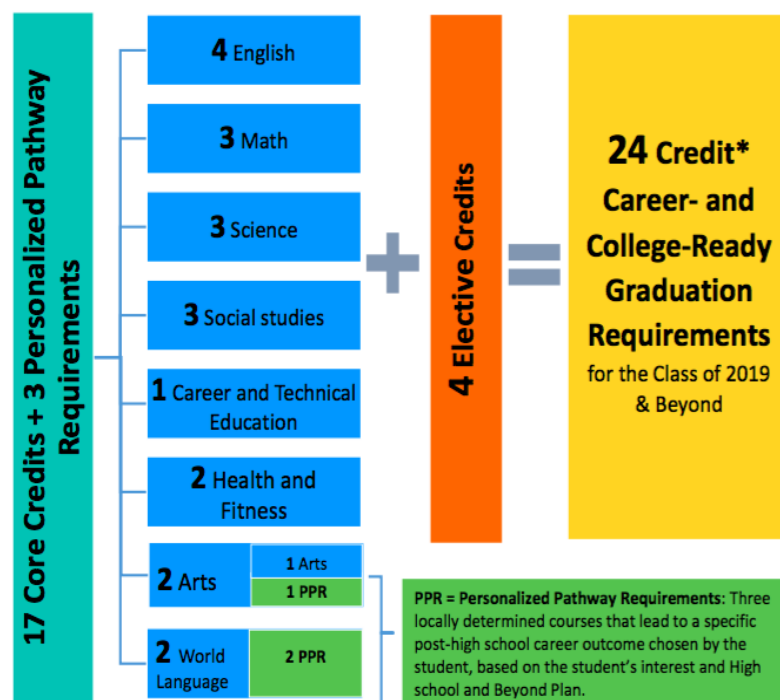 17 Core Credits + 3 Personalized Pathway
Requirements
4 English
3 Math
3 Science
3 Social studies
1 Career and Technical
Education
2 Health and
Fitness
2 Arts
1 Arts
1 PPR
2 World
Language
2 PPR
+
4 Elective Credits
=
24 Credit*
Career- and
College-Ready
Graduation
Requirements
for the Class of 2019
& Beyond
PPR = Personalized Pathway Requirements: Three
locally determined courses that lead to a specific
post-high school career outcome chosen by the
student, based on the student's interest and High
school and Beyond Plan.